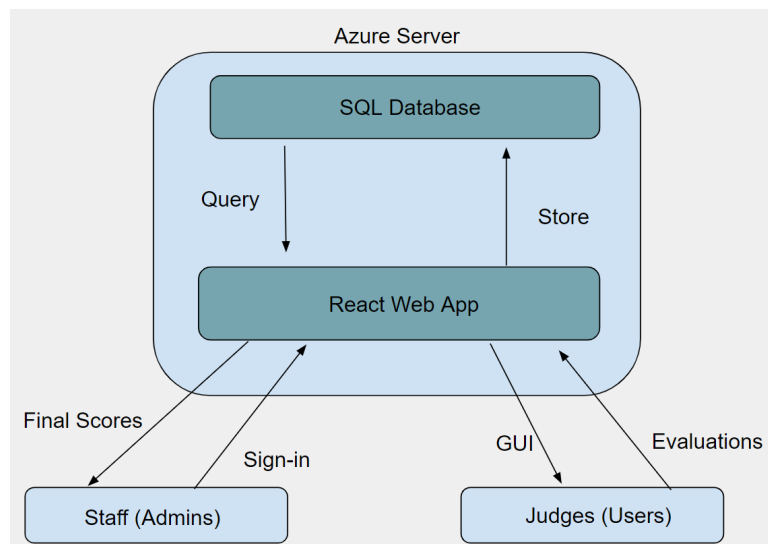 Azure Server
SQL Database
Query
Store
React Web App
Final Scores
Sign-in
GUI
Evaluations
Staff (Admins)
Judges (Users)